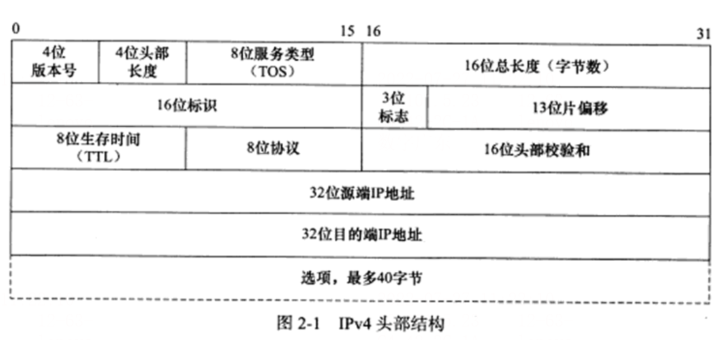 0 15 16 31
4位 4位头部 8位服务类型 16位总长度（字节数）
版本号 长度 （TOS）
16位标识 3位 13位片偏移
标志
8位生存时间 8位协议 16位头部校验和
（TTL）
32位源端IP地址
32位目的端IP地址
选项，最多40字节
图 2-1 IPv4 头部结构